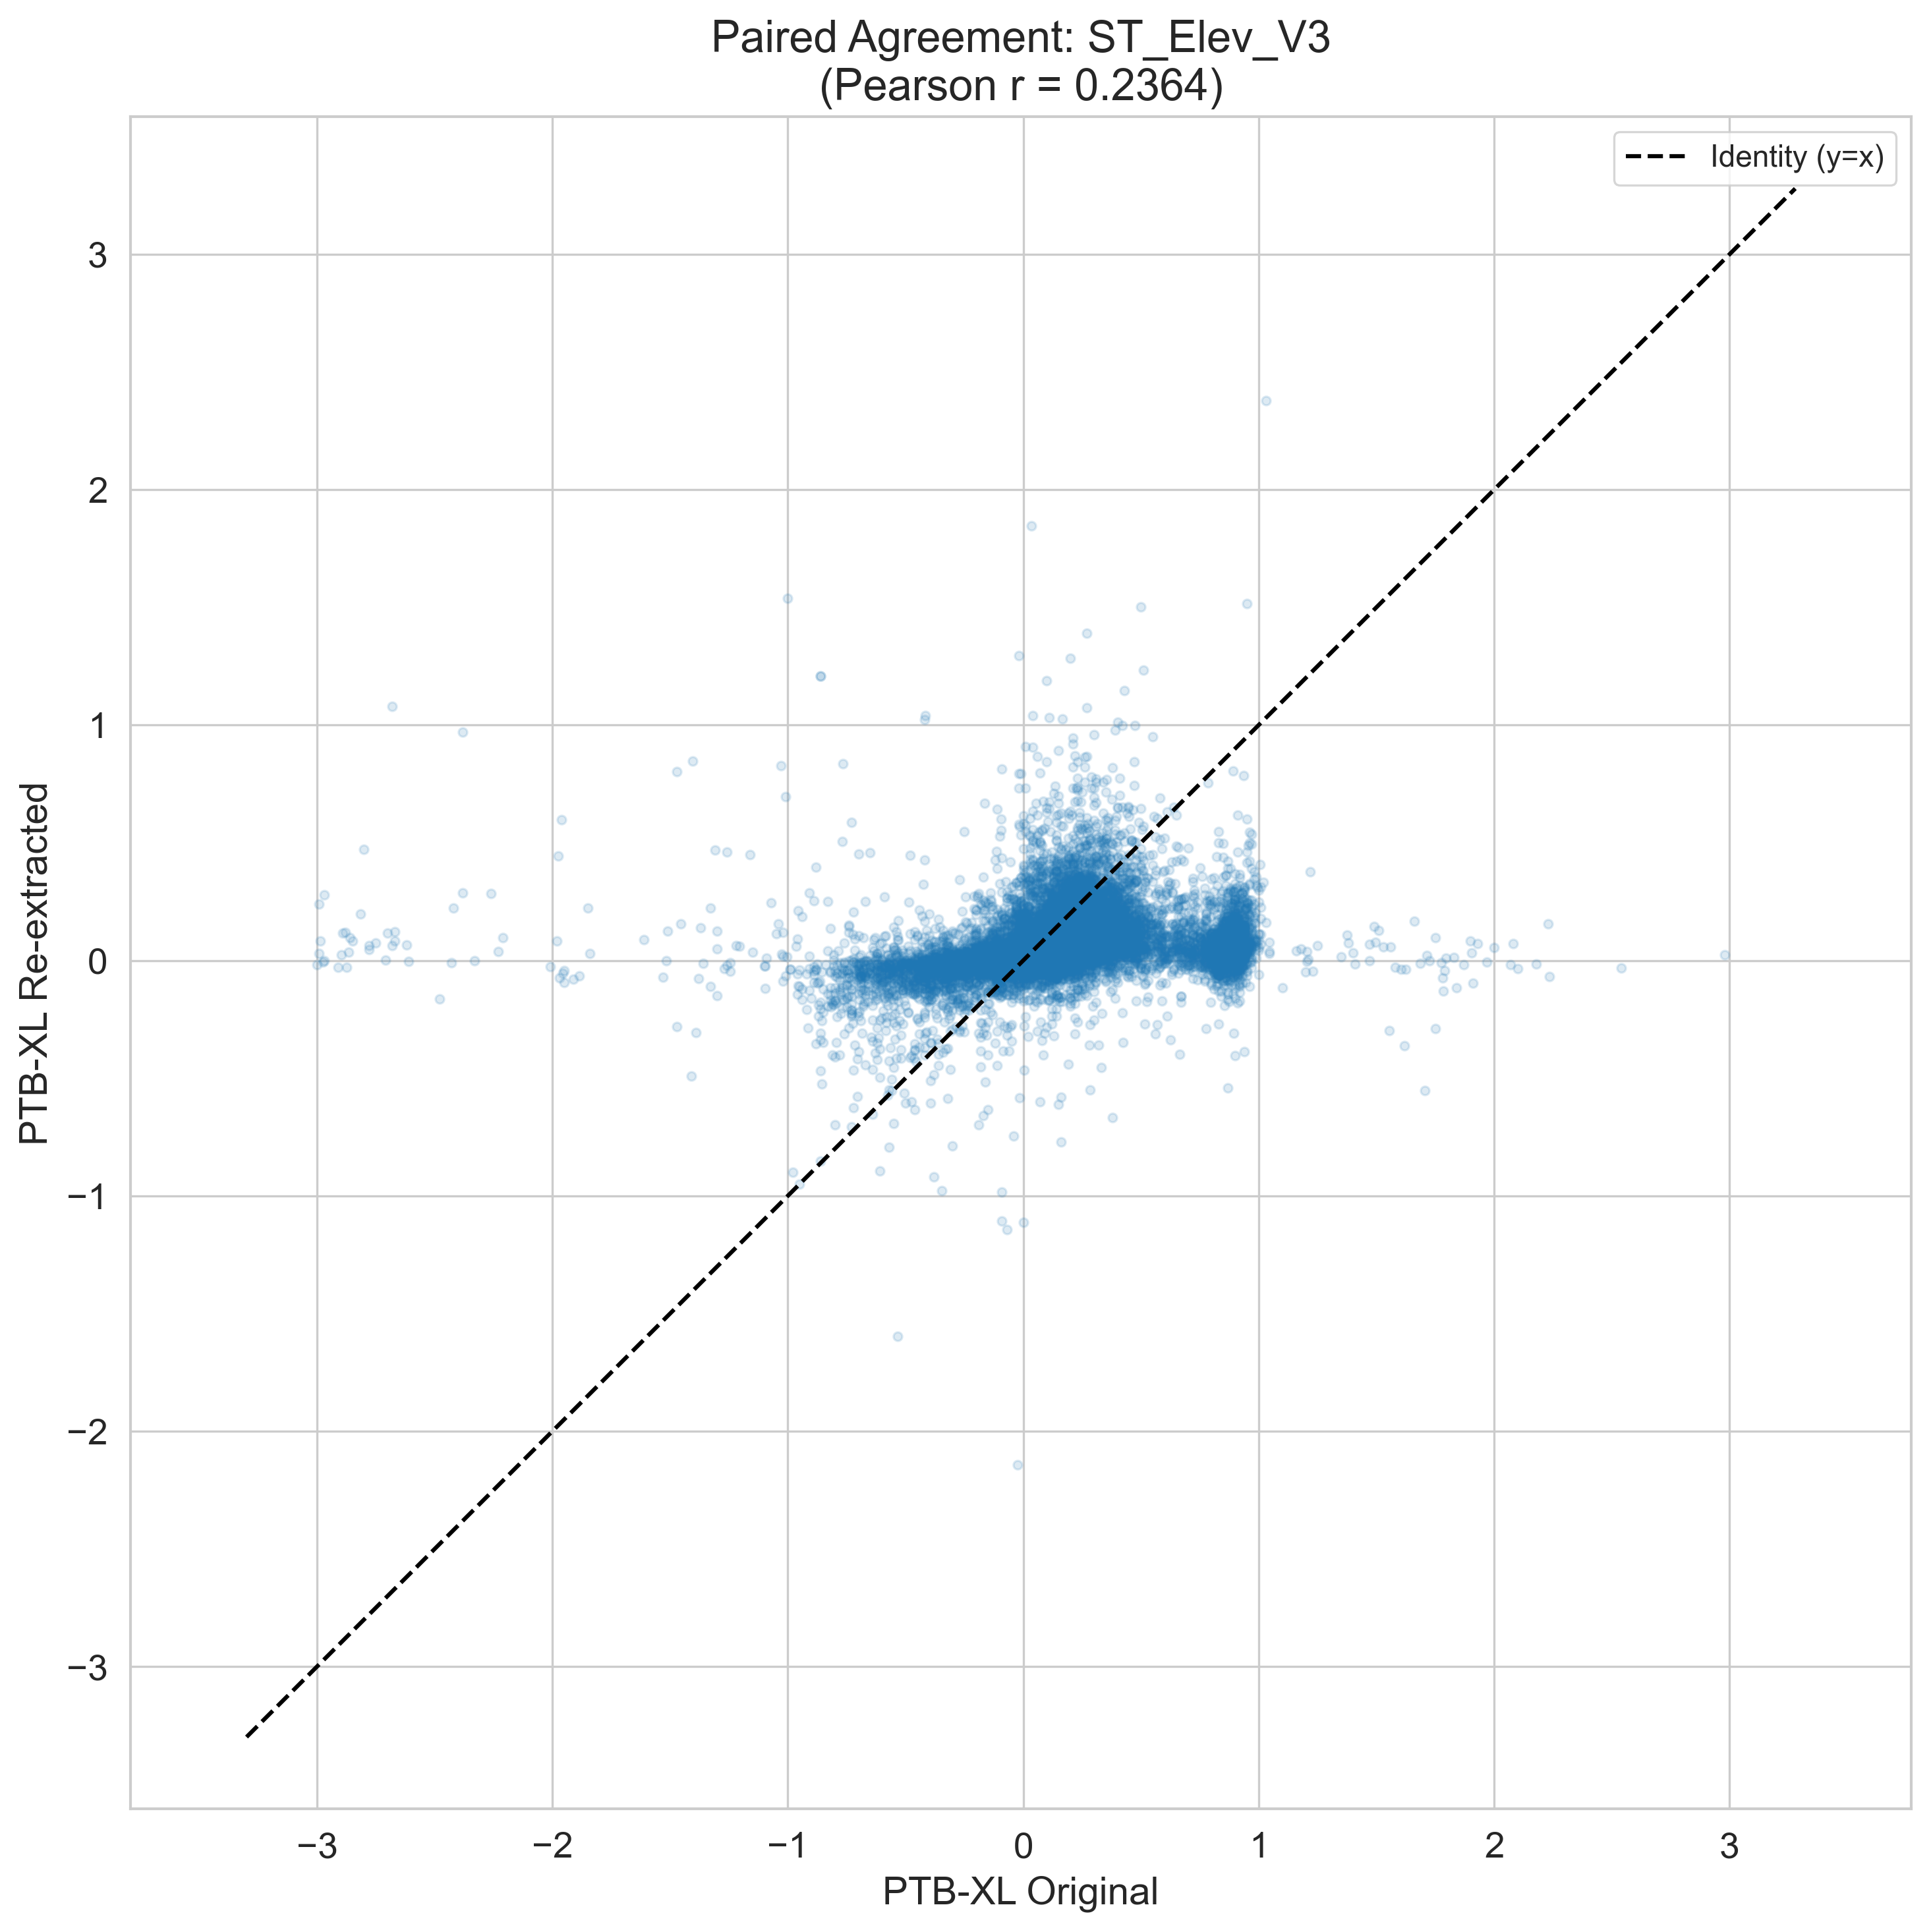 Paired Agreement: ST_Elev_V3
(Pearson r = 0.2364)
Identity (y=x)
3
2
1
0
−1
−2
−3
PTB-XL Re-extracted
−3 −2 −1 0 1 2 3
PTB-XL Original